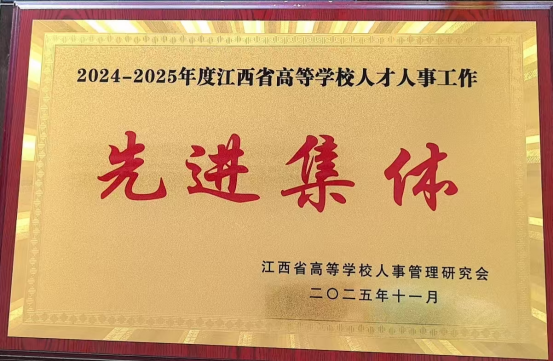 2024-2025年度江西省高等学校人才人事工作
先进集体
江西省高等学校人事管理研究会
二〇二五年十一月